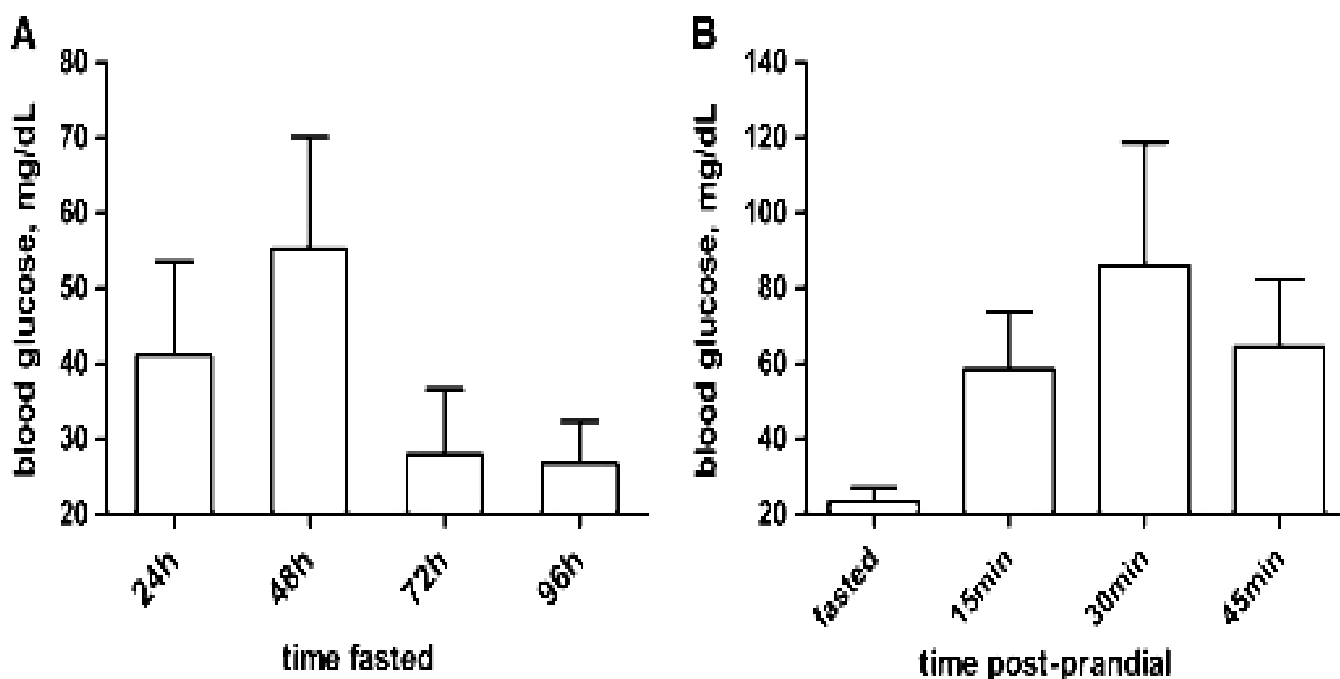 A
80
70
60
50
40
30
20
blood glucose, mg/dL
24h
48h
72h
96h
time fasted
B
140
120
100
80
60
40
20
blood glucose, mg/dL
fasted
15min
30min
45min
time post-prandial